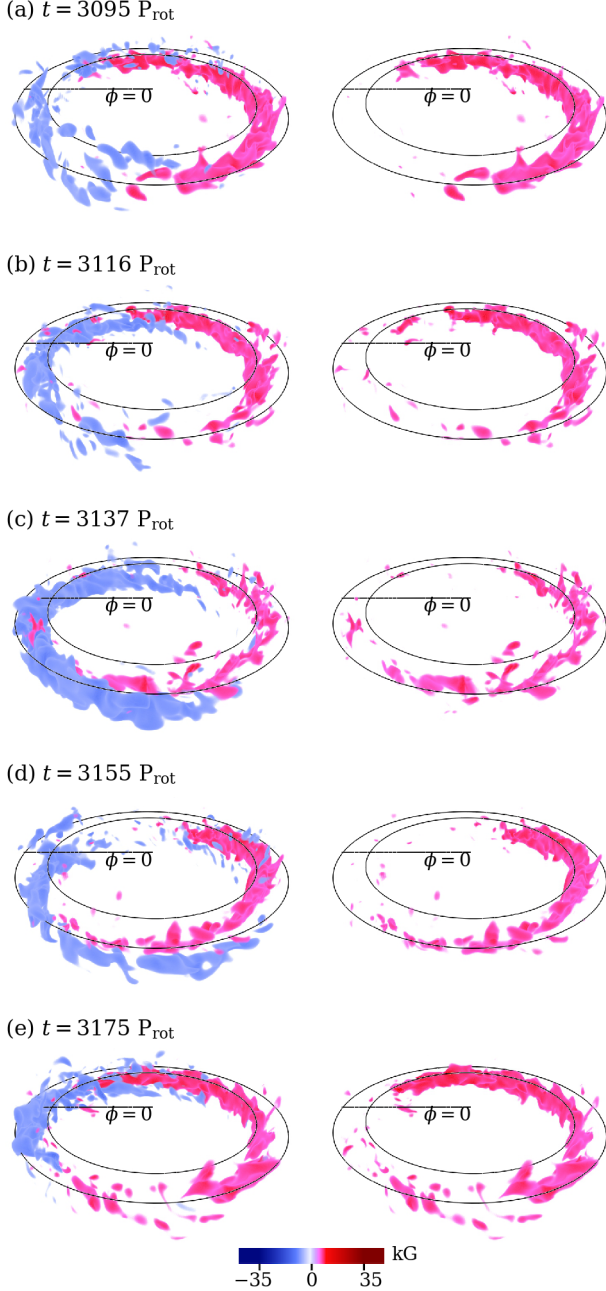 (a) t = 3095 P_rot
ϕ = 0 ϕ = 0
(b) t = 3116 P_rot
ϕ = 0 ϕ = 0
(c) t = 3137 P_rot
ϕ = 0 ϕ = 0
(d) t = 3155 P_rot
ϕ = 0 ϕ = 0
(e) t = 3175 P_rot
ϕ = 0 ϕ = 0
kG
−35 0 35